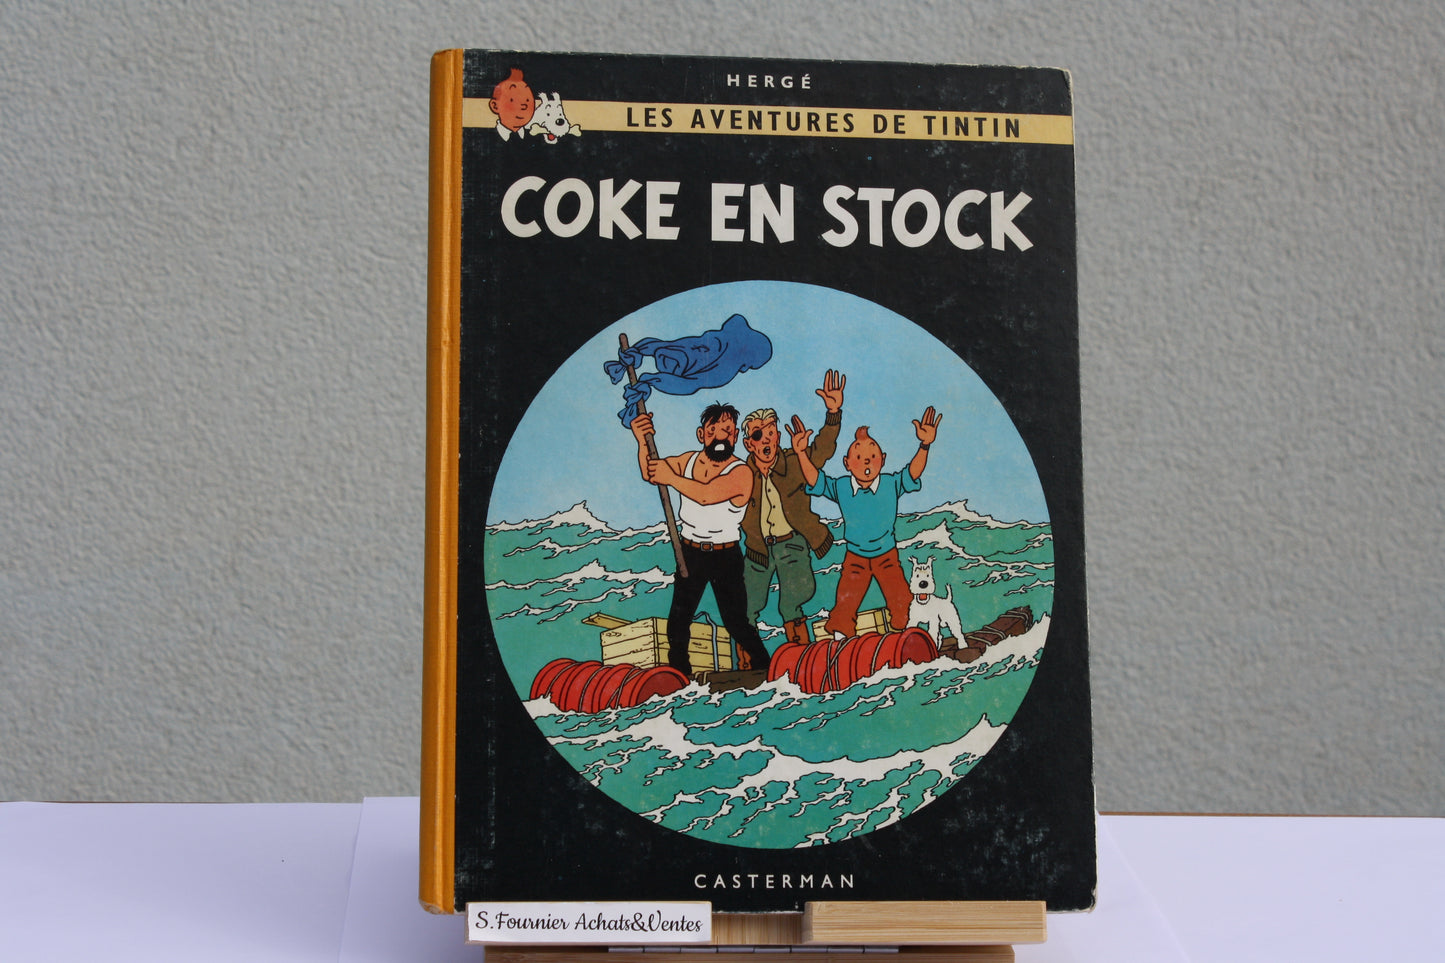 HERGÉ
LES AVENTURES DE TINTIN
COKE EN STOCK
CASTERMAN
S.Fournier Achats&Ventes